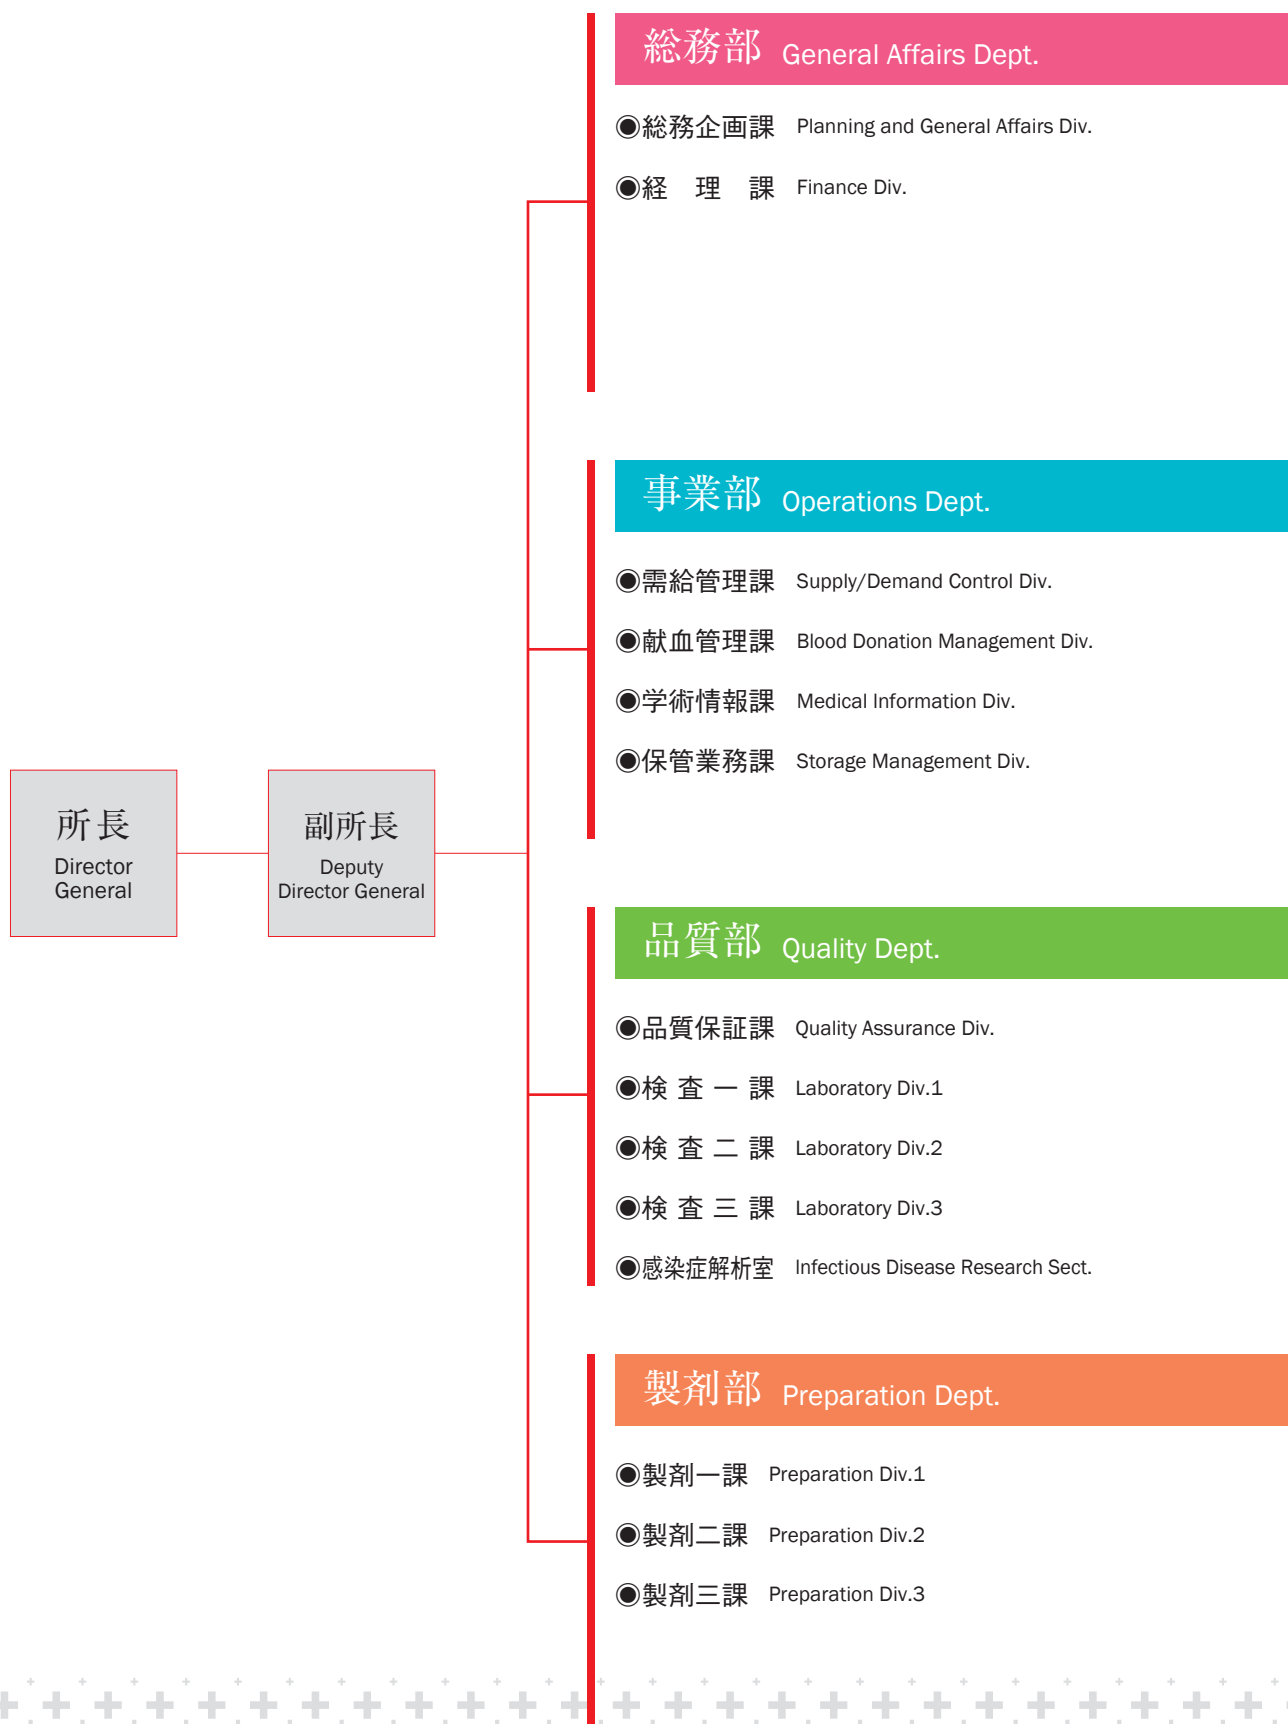 総務部 General Affairs Dept.
◉総務企画課 Planning and General Affairs Div.
◉経 理 課 Finance Div.
事業部 Operations Dept.
◉需給管理課 Supply/Demand Control Div.
◉献血管理課 Blood Donation Management Div.
◉学術情報課 Medical Information Div.
◉保管業務課 Storage Management Div.
所長
Director
General
副所長
Deputy
Director General
品質部 Quality Dept.
◉品質保証課 Quality Assurance Div.
◉検 査 一 課 Laboratory Div.1
◉検 査 二 課 Laboratory Div.2
◉検 査 三 課 Laboratory Div.3
◉感染症解析室 Infectious Disease Research Sect.
製剤部 Preparation Dept.
◉製剤一課 Preparation Div.1
◉製剤二課 Preparation Div.2
◉製剤三課 Preparation Div.3